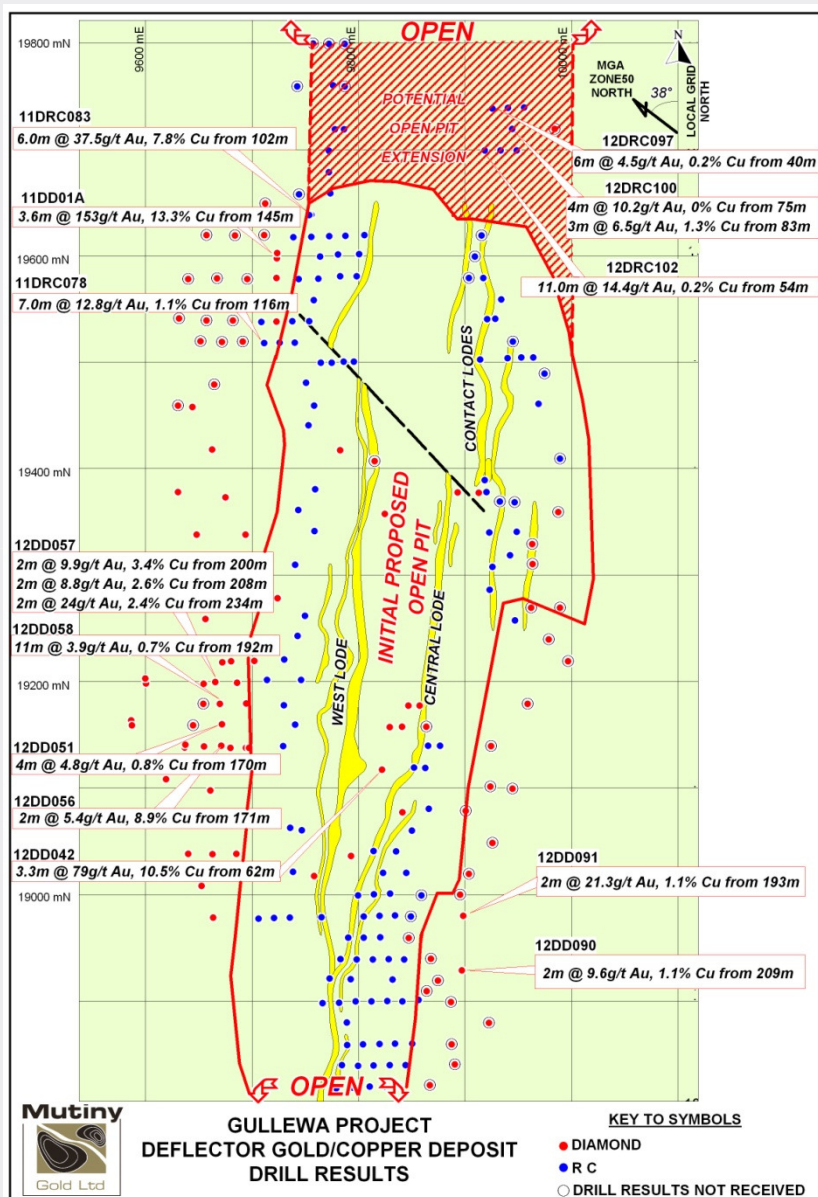 OPEN
19800 mN
9600 mE
9800 mE
10000 mE
N
MGA
ZONE50
NORTH
38°
LOCAL GRID
NORTH
POTENTIAL
OPEN PIT
EXTENSION
11DRC083
6.0m @ 37.5g/t Au, 7.8% Cu from 102m
12DRC097
6m @ 4.5g/t Au, 0.2% Cu from 40m
12DRC100
4m @ 10.2g/t Au, 0% Cu from 75m
3m @ 6.5g/t Au, 1.3% Cu from 83m
11DD01A
3.6m @ 153g/t Au, 13.3% Cu from 145m
19600 mN
12DRC102
11.0m @ 14.4g/t Au, 0.2% Cu from 54m
11DRC078
7.0m @ 12.8g/t Au, 1.1% Cu from 116m
CONTACT LODES
19400 mN
INITIAL PROPOSED
OPEN PIT
12DD057
2m @ 9.9g/t Au, 3.4% Cu from 200m
2m @ 8.8g/t Au, 2.6% Cu from 208m
2m @ 24g/t Au, 2.4% Cu from 234m
12DD058
11m @ 3.9g/t Au, 0.7% Cu from 192m
WEST LODE
CENTRAL LODE
19200 mN
12DD051
4m @ 4.8g/t Au, 0.8% Cu from 170m
12DD056
2m @ 5.4g/t Au, 8.9% Cu from 171m
12DD042
3.3m @ 79g/t Au, 10.5% Cu from 62m
12DD091
2m @ 21.3g/t Au, 1.1% Cu from 193m
19000 mN
12DD090
2m @ 9.6g/t Au, 1.1% Cu from 209m
OPEN
Mutiny
Gold Ltd
GULLEWA PROJECT
DEFLECTOR GOLD/COPPER DEPOSIT
DRILL RESULTS
KEY TO SYMBOLS
DIAMOND
R C
DRILL RESULTS NOT RECEIVED